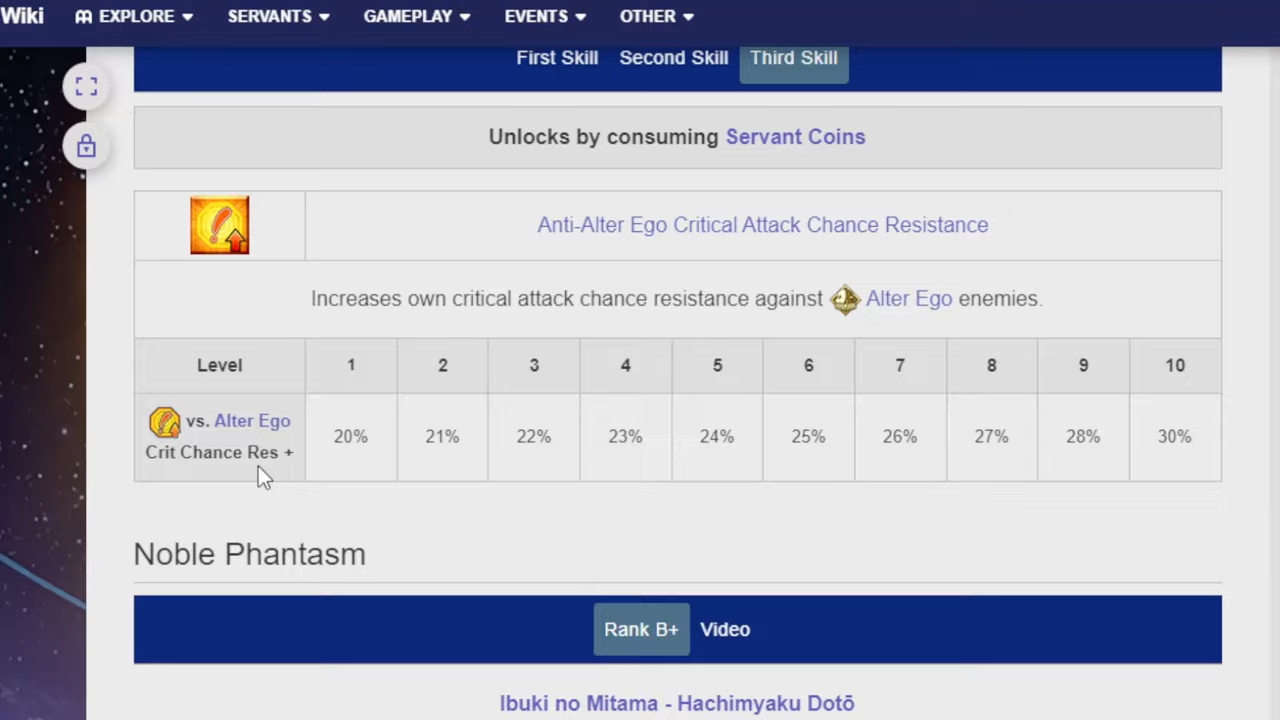 Wiki EXPLORE SERVANTS GAMEPLAY EVENTS OTHER
First Skill Second Skill Third Skill
Unlocks by consuming Servant Coins
Anti-Alter Ego Critical Attack Chance Resistance
Increases own critical attack chance resistance against Alter Ego enemies.
Level 1 2 3 4 5 6 7 8 9 10
vs. Alter Ego
Crit Chance Res +
20% 21% 22% 23% 24% 25% 26% 27% 28% 30%
Noble Phantasm
Rank B+ Video
Ibuki no Mitama - Hachimyaku Dotō